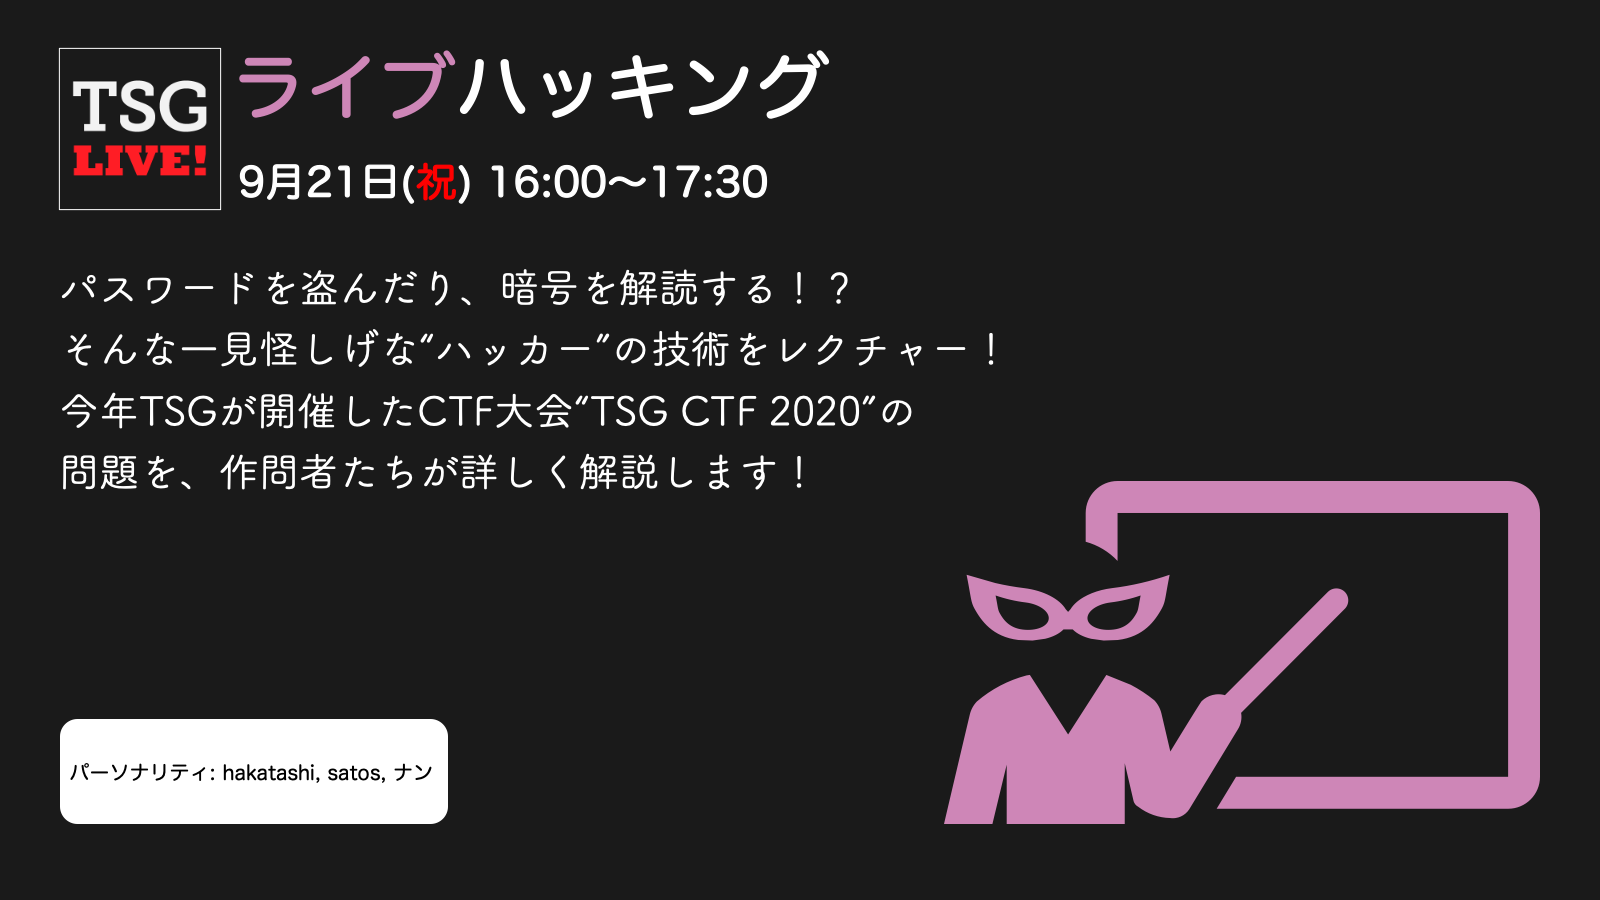 TSG
LIVE!
ライブハッキング
9月21日(祝) 16:00〜17:30
パスワードを盗んだり、暗号を解読する！？
そんな一見怪しげな“ハッカー”の技術をレクチャー！
今年TSGが開催したCTF大会“TSG CTF 2020”の
問題を、作問者たちが詳しく解説します！
パーソナリティ: hakatashi, satos, ナン